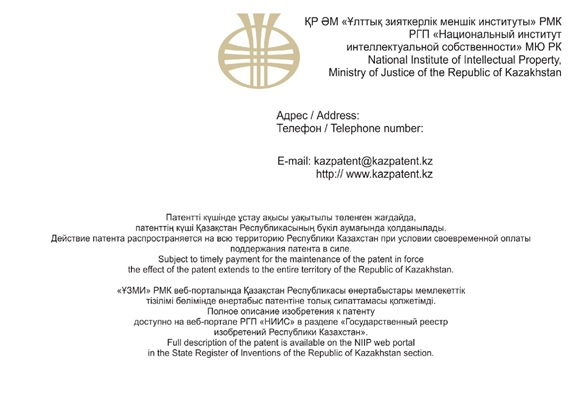 ҚР ӘМ «Ұлттық зияткерлік меншік институты» РМК
РГП «Национальный институт
интеллектуальной собственности» МЮ РК
National Institute of Intellectual Property,
Ministry of Justice of the Republic of Kazakhstan
Адрес / Address:
Телефон / Telephone number:
E-mail: kazpatent@kazpatent.kz
http:// www.kazpatent.kz
Патентті күшінде ұстау ақысы уақытылы төленген жағдайда,
патенттің күші Қазақстан Республикасының бүкіл аумағында қолданылады.
Действие патента распространяется на всю территорию Республики Казахстан при условии своевременной оплаты
поддержания патента в силе.
Subject to timely payment for the maintenance of the patent in force
the effect of the patent extends to the entire territory of the Republic of Kazakhstan.
«ҰЗМИ» РМК веб-порталында Қазақстан Республикасы өнертабыстары мемлекеттік
тізілімі бөлімінде өнертабыс патентіне толық сипаттамасы қолжетімді.
Полное описание изобретения к патенту
доступно на веб-портале РГП «НИИС» в разделе «Государственный реестр
изобретений Республики Казахстан».
Full description of the patent is available on the NIIP web portal
in the State Register of Inventions of the Republic of Kazakhstan section.